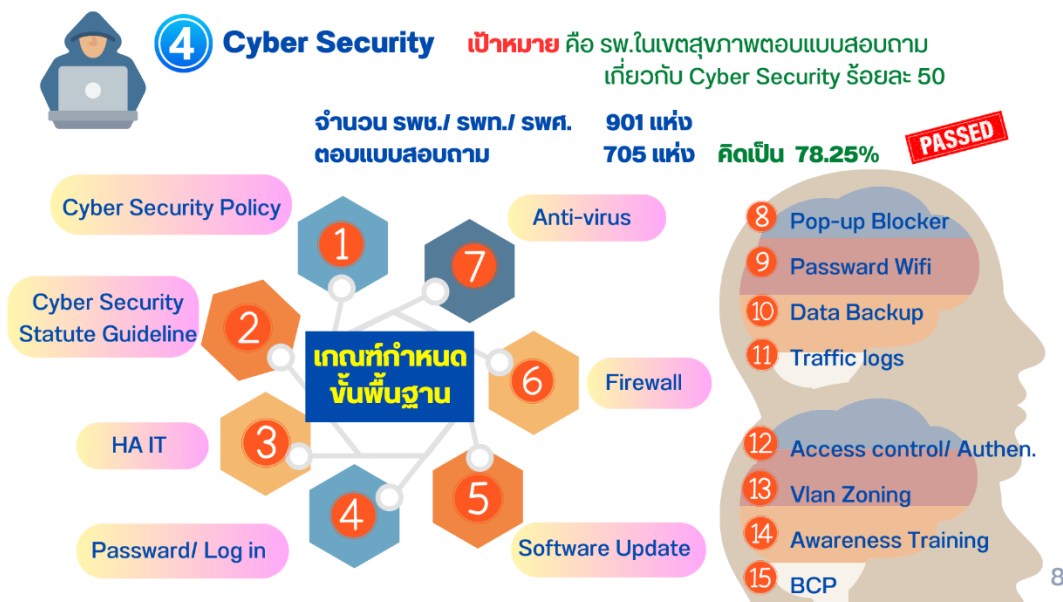 4 Cyber Security เป้าหมาย คือ รพ.ในเขตสุขภาพตอบแบบสอบถาม
เกี่ยวกับ Cyber Security ร้อยละ 50
จำนวน รพช./ รพท./ รพศ. 901 แห่ง
ตอบแบบสอบถาม 705 แห่ง คิดเป็น 78.25%
PASSED
เกณฑ์กำหนด
ขั้นพื้นฐาน
1 Cyber Security Policy
2 Cyber Security
Statute Guideline
3 HA IT
4 Passward/ Log in
5 Software Update
6 Firewall
7 Anti-virus
8 Pop-up Blocker
9 Passward Wifi
10 Data Backup
11 Traffic logs
12 Access control/ Authen.
13 Vlan Zoning
14 Awareness Training
15 BCP
8